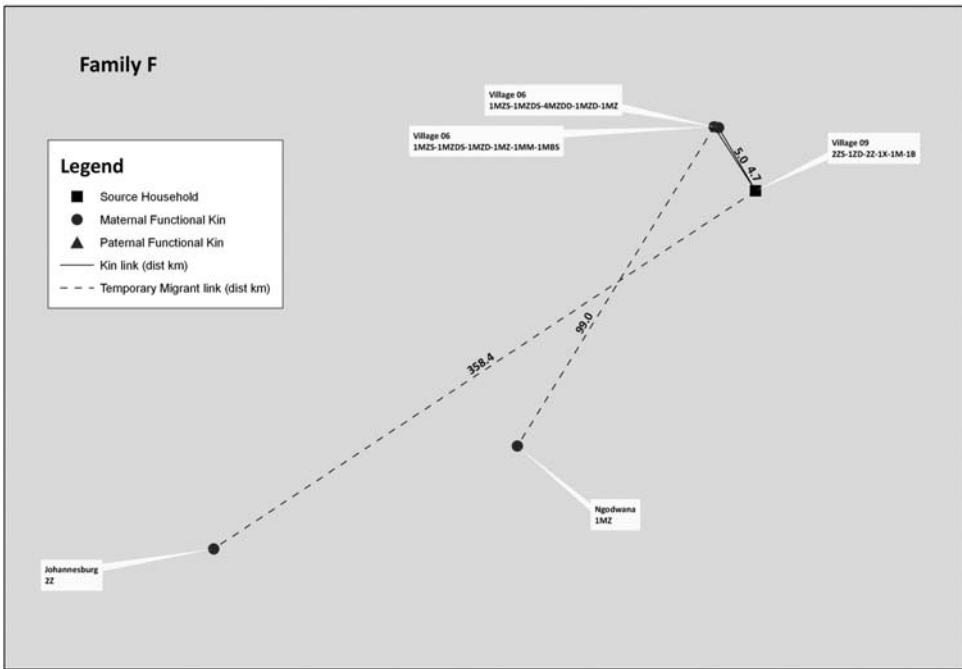 Family F
Village 06
1MZS-1MZDS-4MZDD-1MZD-1MZ
Village 06
1MZS-1MZDS-1MZD-1MZ-1MM-1MBS
Village 09
2ZS-1ZD-2Z-1X-1M-1B
5.0 4.7
Legend
Source Household
Maternal Functional Kin
Paternal Functional Kin
Kin link (dist km)
Temporary Migrant link (dist km)
99.0
358.4
Ngodwana
1MZ
Johannesburg
2Z